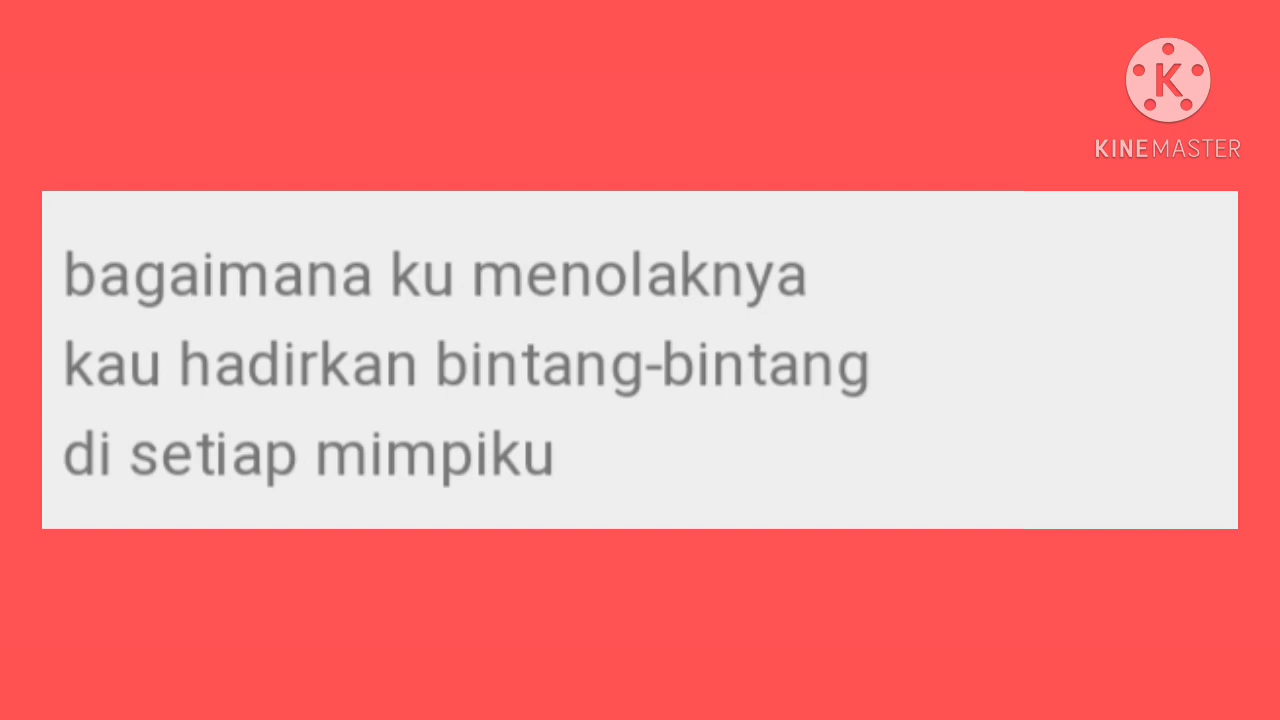 K
KINEMASTER
bagaimana ku menolaknya
kau hadirkan bintang-bintang
di setiap mimpiku